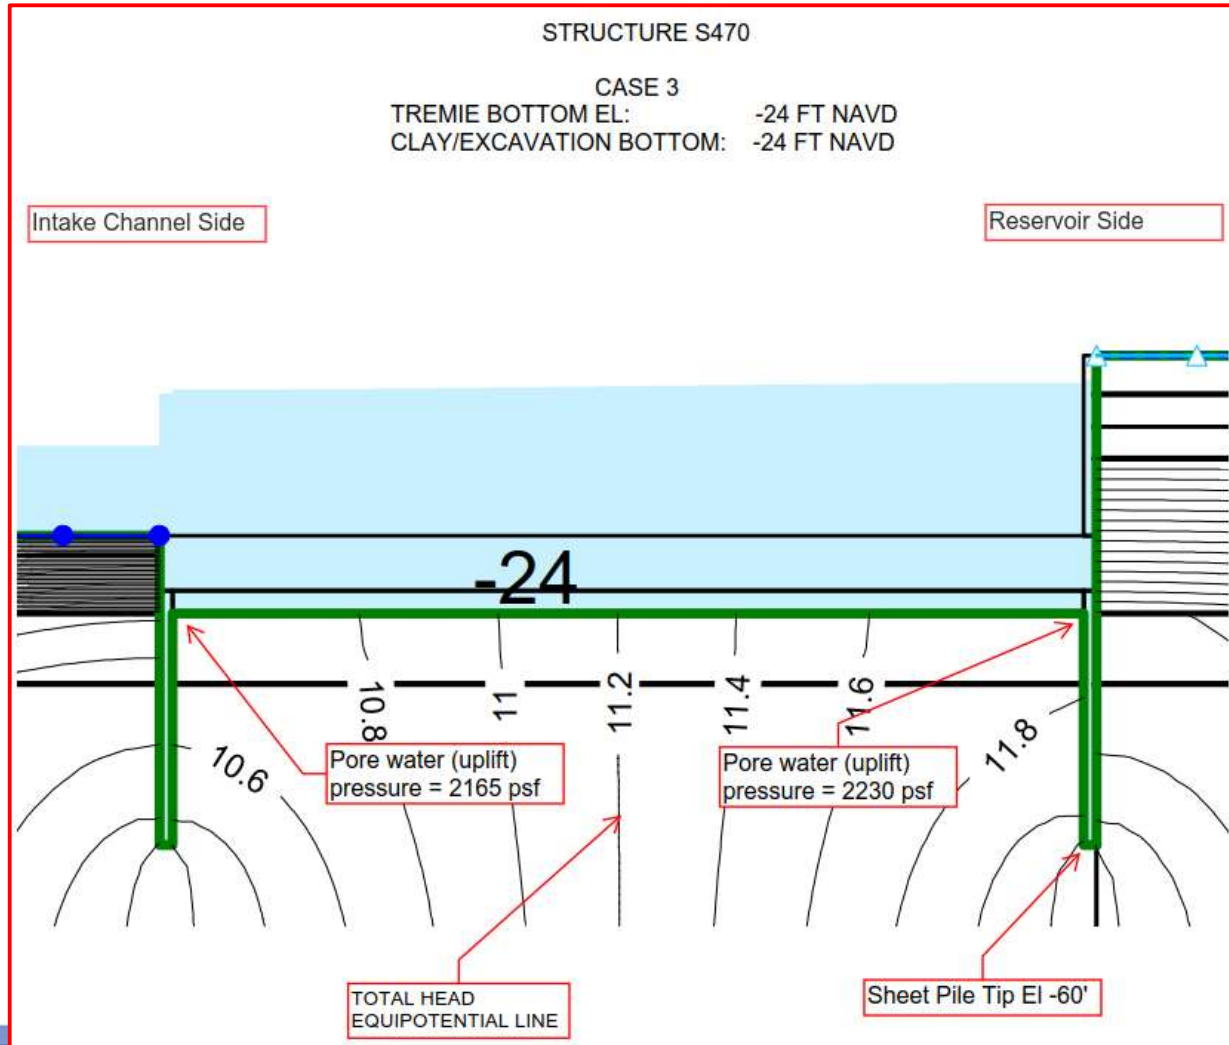 STRUCTURE S470
CASE 3
TREMIE BOTTOM EL: -24 FT NAVD
CLAY/EXCAVATION BOTTOM: -24 FT NAVD
Intake Channel Side
Reservoir Side
-24
10.8
11
11.2
11.4
11.6
10.6
11.8
Pore water (uplift)
pressure = 2165 psf
Pore water (uplift)
pressure = 2230 psf
TOTAL HEAD
EQUIPOTENTIAL LINE
Sheet Pile Tip El -60'